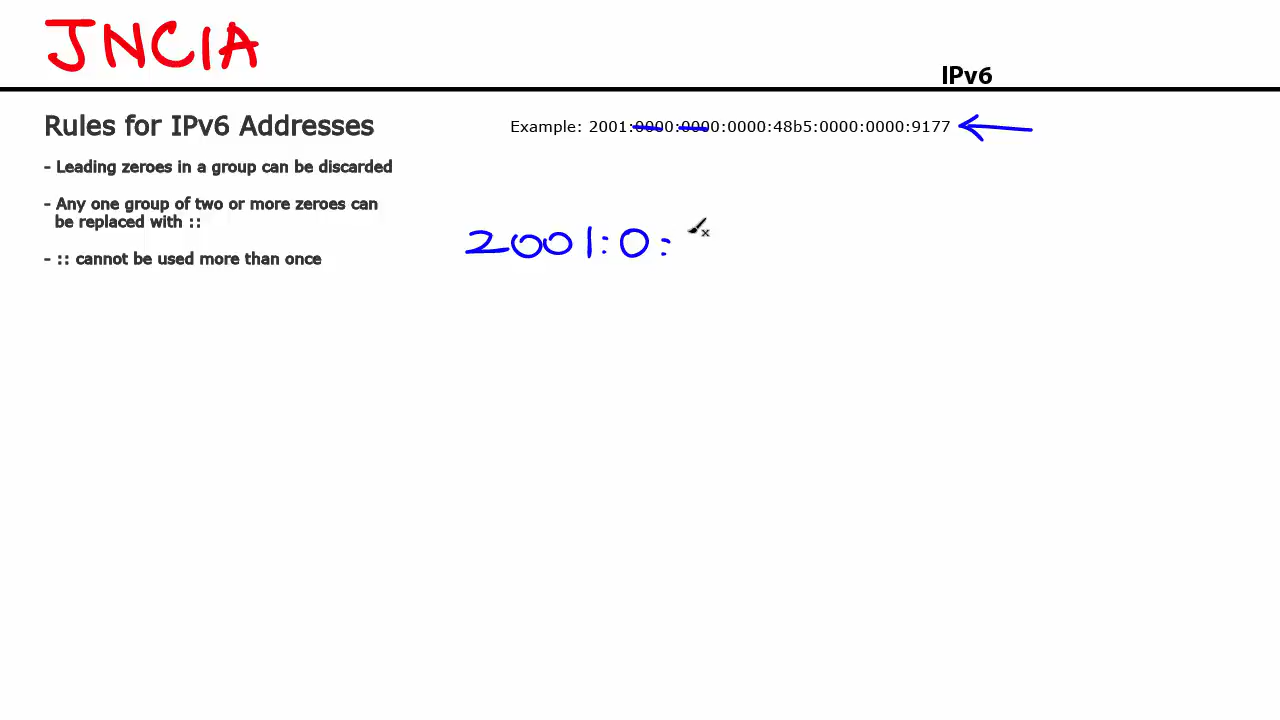 JNCIA
IPv6
Rules for IPv6 Addresses
Example: 2001:0000:0000:0000:48b5:0000:0000:9177
- Leading zeroes in a group can be discarded
- Any one group of two or more zeroes can
be replaced with ::
2001:0:
- :: cannot be used more than once